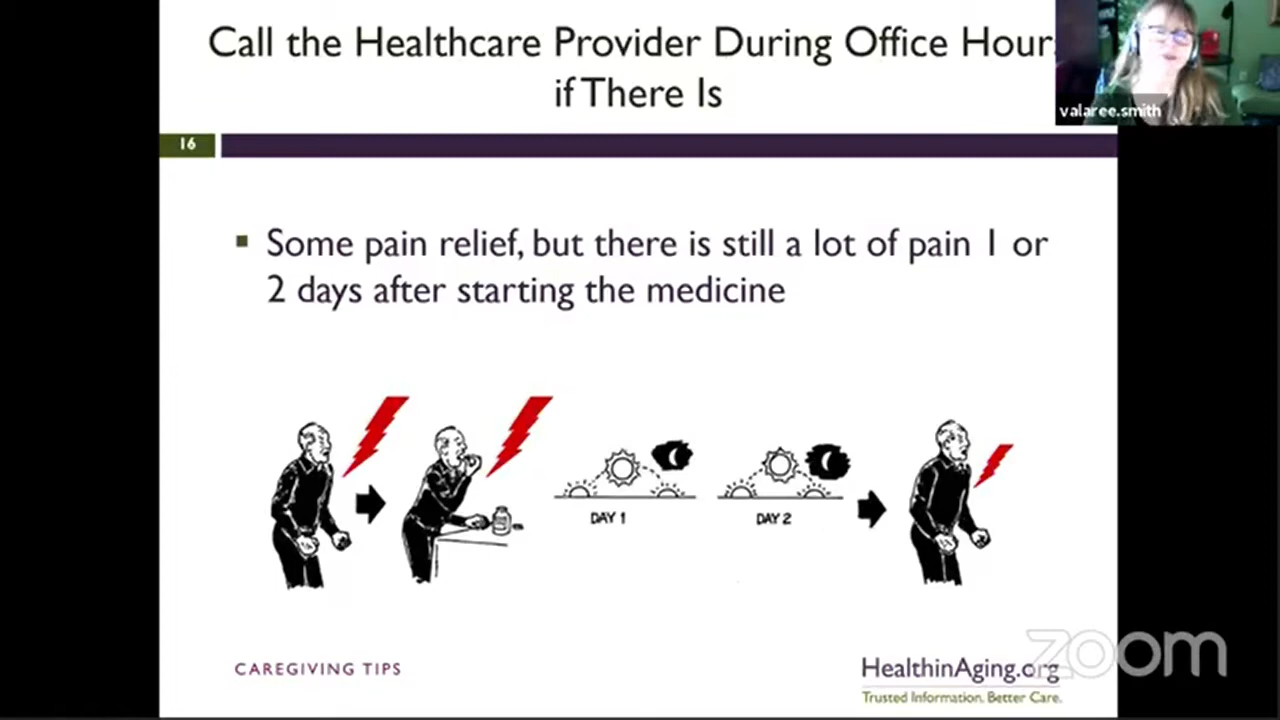 Call the Healthcare Provider During Office Hour
if There Is
valaree.smith
16
Some pain relief, but there is still a lot of pain 1 or
2 days after starting the medicine
DAY 1
DAY 2
CAREGIVING TIPS
HealthinAging.org
Trusted Information. Better Care.
zoom